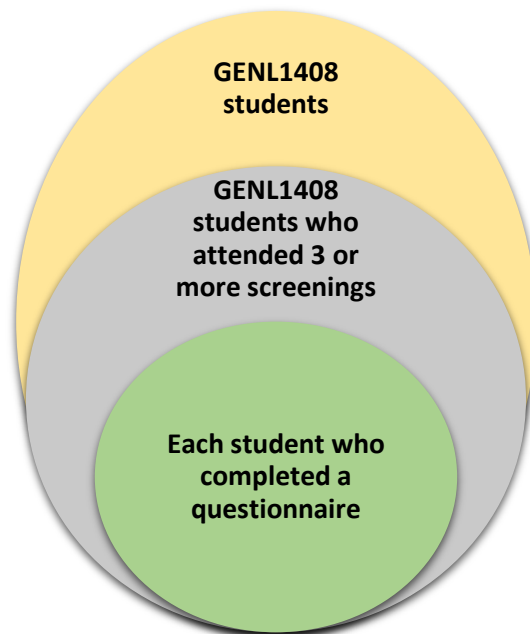 GENL1408
students
GENL1408
students who
attended 3 or
more screenings
Each student who
completed a
questionnaire